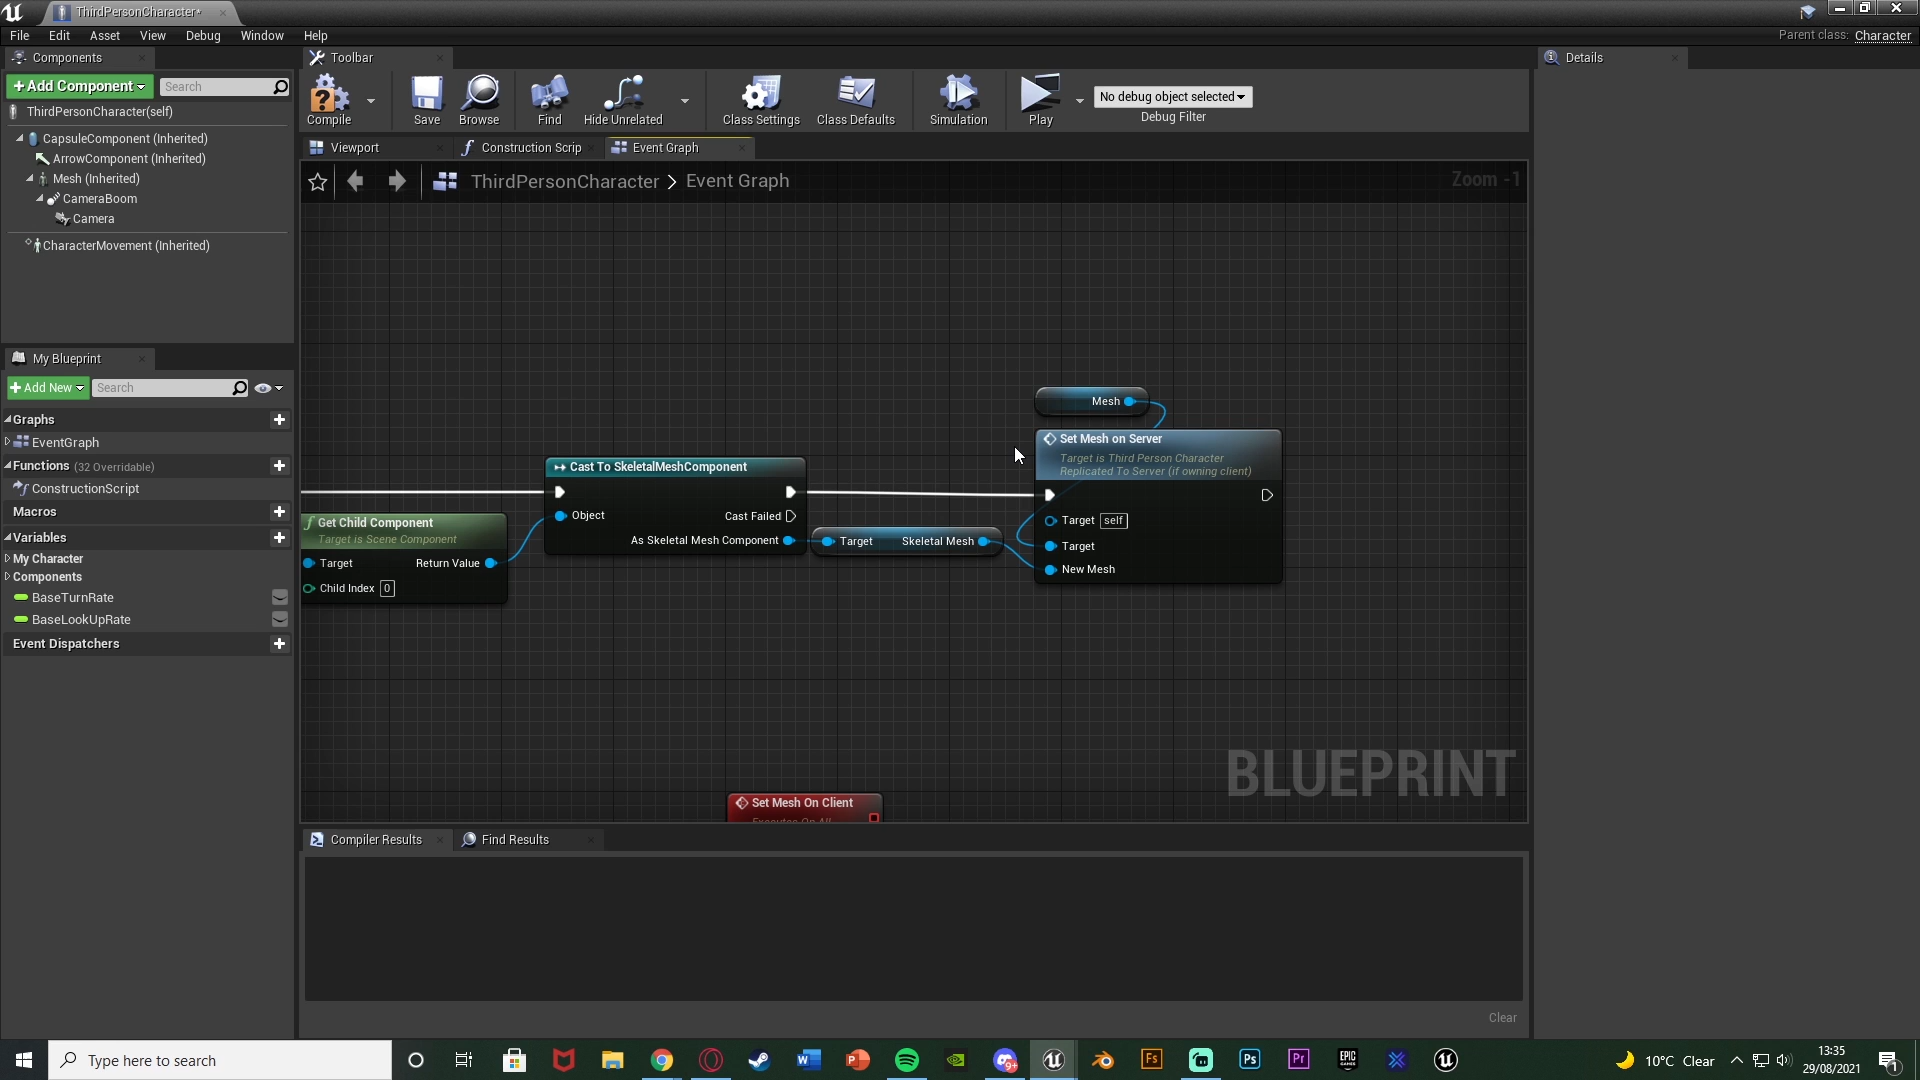 ThirdPersonCharacter*
File Edit Asset View Debug Window Help
Parent class: Character
Components
Toolbar
Details
+Add Component
Search
Compile
Save
Browse
Find
Hide Unrelated
Class Settings
Class Defaults
Simulation
Play
No debug object selected
Debug Filter
ThirdPersonCharacter(self)
CapsuleComponent (Inherited)
ArrowComponent (Inherited)
Mesh (Inherited)
CameraBoom
Camera
CharacterMovement (Inherited)
Viewport
Construction Scrip
Event Graph
ThirdPersonCharacter > Event Graph
Zoom -1
My Blueprint
+Add New
Search
Graphs
EventGraph
Functions (32 Overridable)
ConstructionScript
Macros
Variables
My Character
Components
BaseTurnRate
BaseLookUpRate
Event Dispatchers
Get Child Component
Target is Scene Component
Target
Return Value
Child Index 0
Cast To SkeletalMeshComponent
Object
Cast Failed
As Skeletal Mesh Component
Target
Skeletal Mesh
Mesh
Set Mesh on Server
Target is Third Person Character
Replicated To Server (if owning client)
Target self
Target
New Mesh
Set Mesh On Client
Executes On All
BLUEPRINT
Compiler Results
Find Results
Clear
Type here to search
9+
10°C Clear
13:35
29/08/2021
1